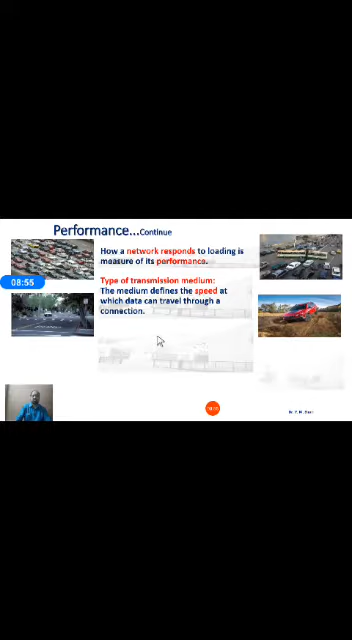 Performance...Continue
How a network responds to loading is
measure of its performance.
08:55
Type of transmission medium:
The medium defines the speed at
which data can travel through a
connection.